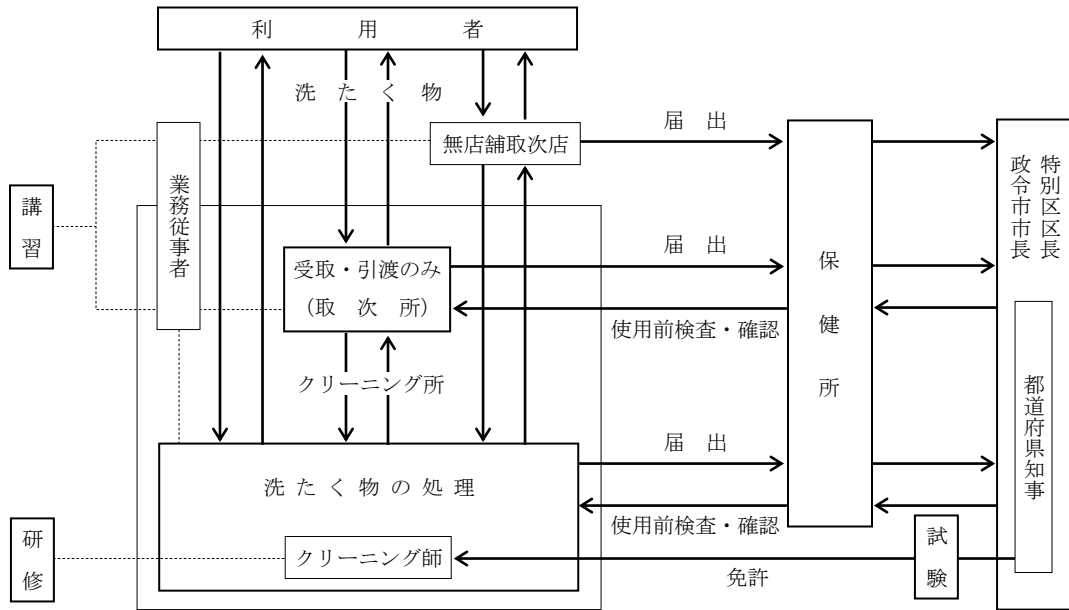 利用者
洗たく物
無店舗取次店
届出
業務従事者
講習
受取・引渡のみ
（取次所）
届出
使用前検査・確認
保健所
特別区区長
政令市市長
都道府県知事
クリーニング所
届出
洗たく物の処理
使用前検査・確認
研修
クリーニング師
免許
試験